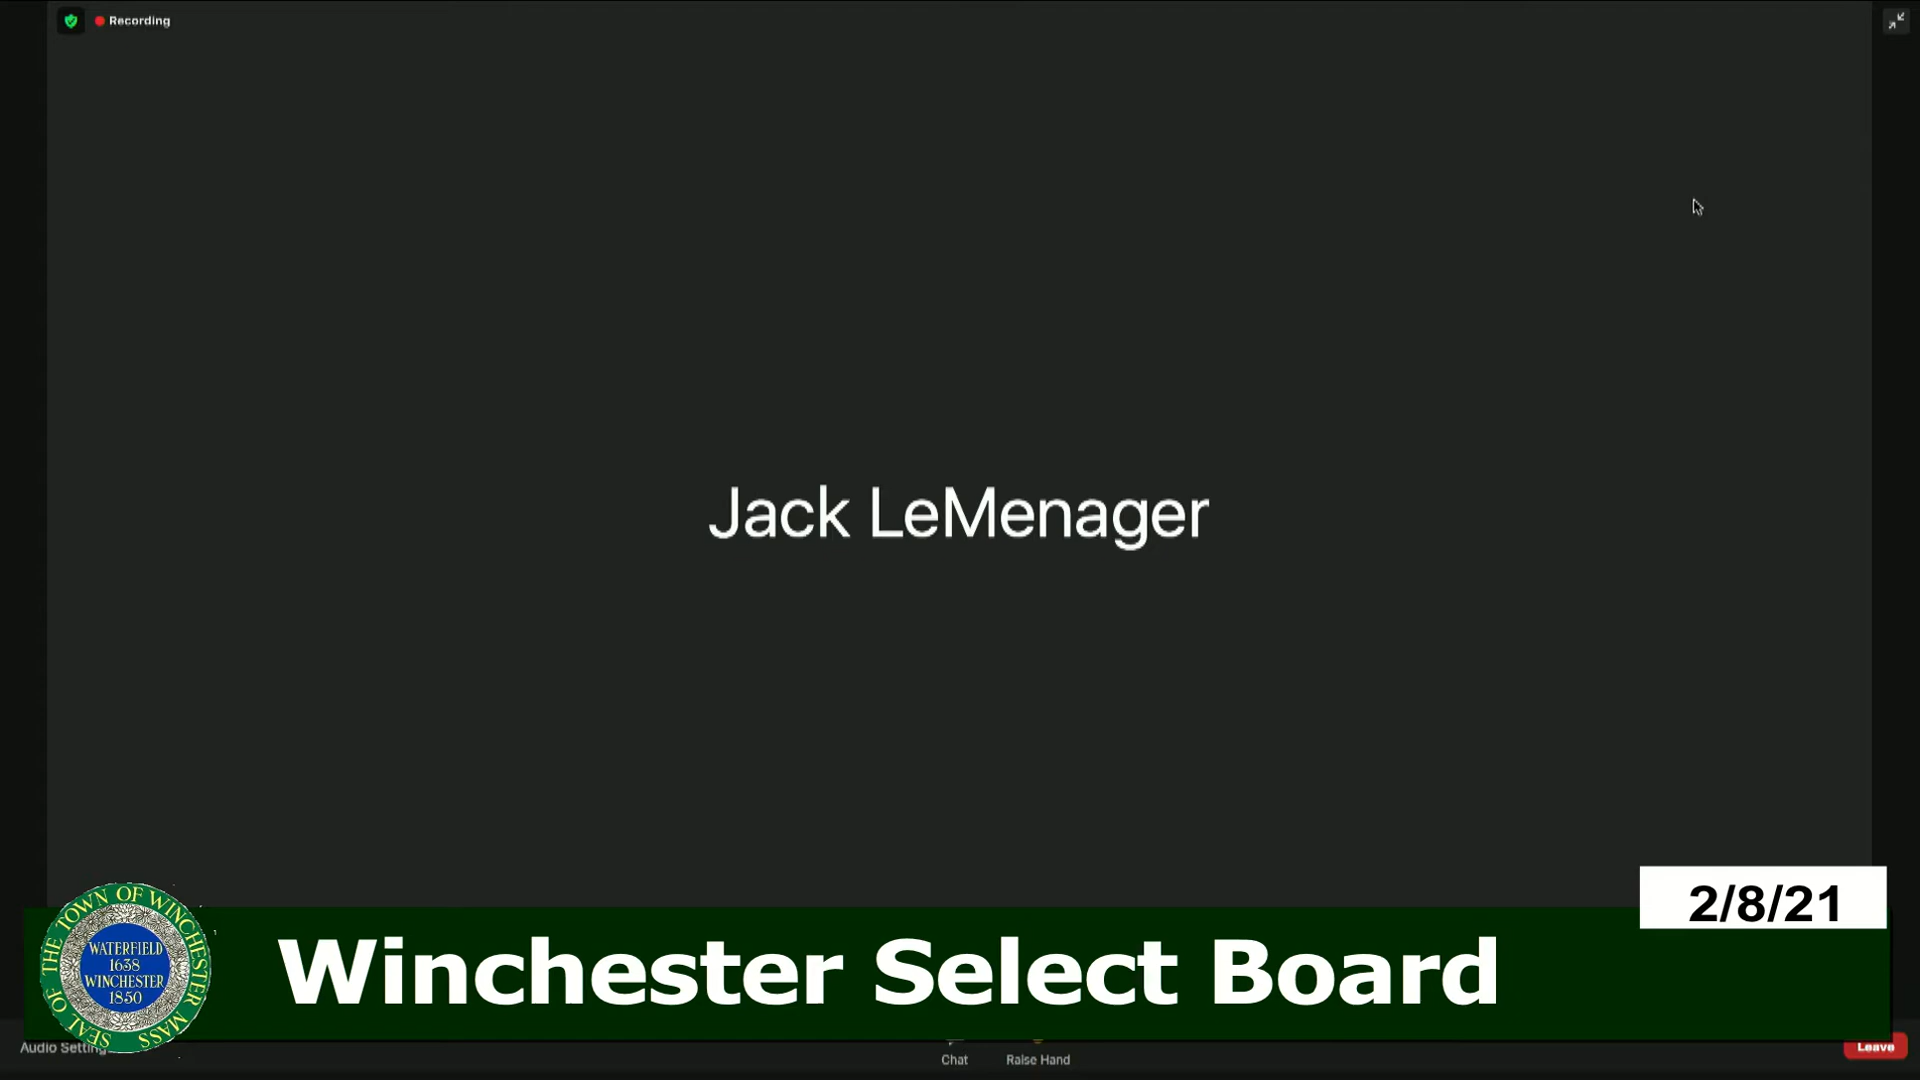 Recording
Jack LeMenager
2/8/21
THE TOWN OF WINCHESTER MASS
SEAL OF
WATERFIELD
1638
WINCHESTER
1850
Winchester Select Board
Audio Setting
Chat
Raise Hand
Leave